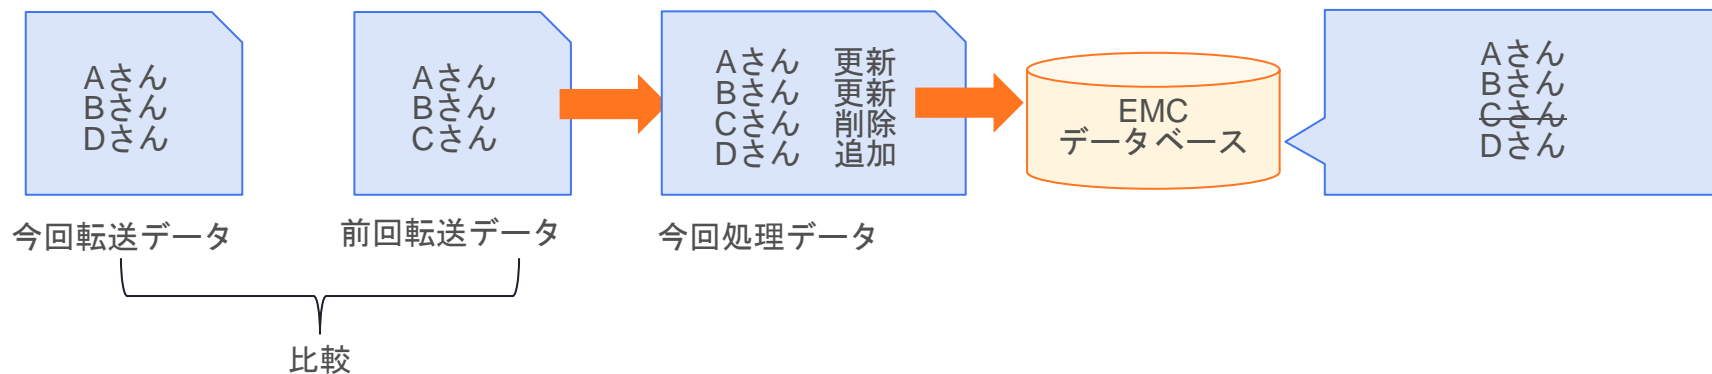 Aさん
Bさん
Dさん
今回転送データ
Aさん
Bさん
Cさん
前回転送データ
比較
Aさん 更新
Bさん 更新
Cさん 削除
Dさん 追加
今回処理データ
EMC
データベース
Aさん
Bさん
Cさん
Dさん